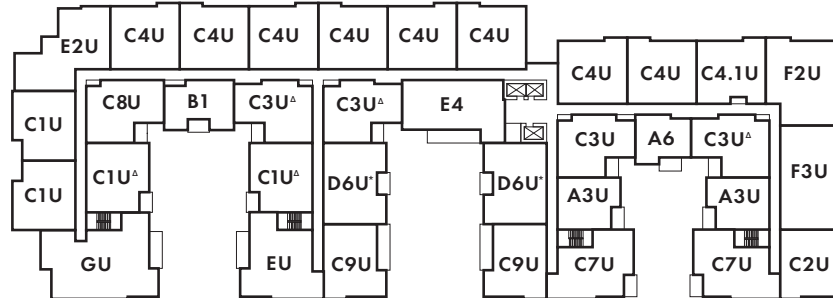 E2U C4U C4U C4U C4U C4U C4U
C4U C4U C4.1U F2U
C8U B1 C3U△ C3U△ E4
C1U C3U A6 C3U△
C1U△ C1U△ D6U* D6U* F3U
C1U A3U A3U
GU EU C9U C9U C7U C7U C2U